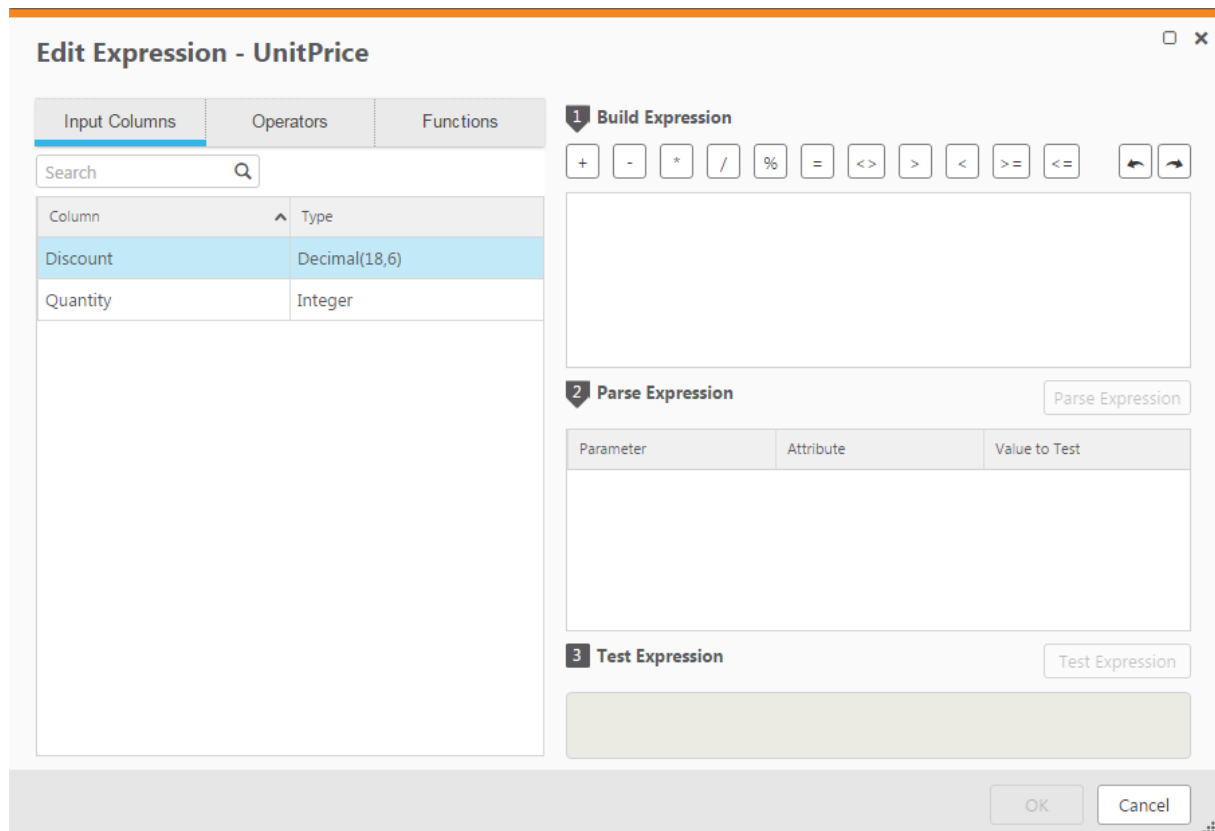 Edit Expression - UnitPrice
Input Columns Operators Functions
Search
Column Type
Discount Decimal(18,6)
Quantity Integer
1 Build Expression
+ - * / % = <> > < >= <=
2 Parse Expression Parse Expression
Parameter Attribute Value to Test
3 Test Expression Test Expression
OK Cancel